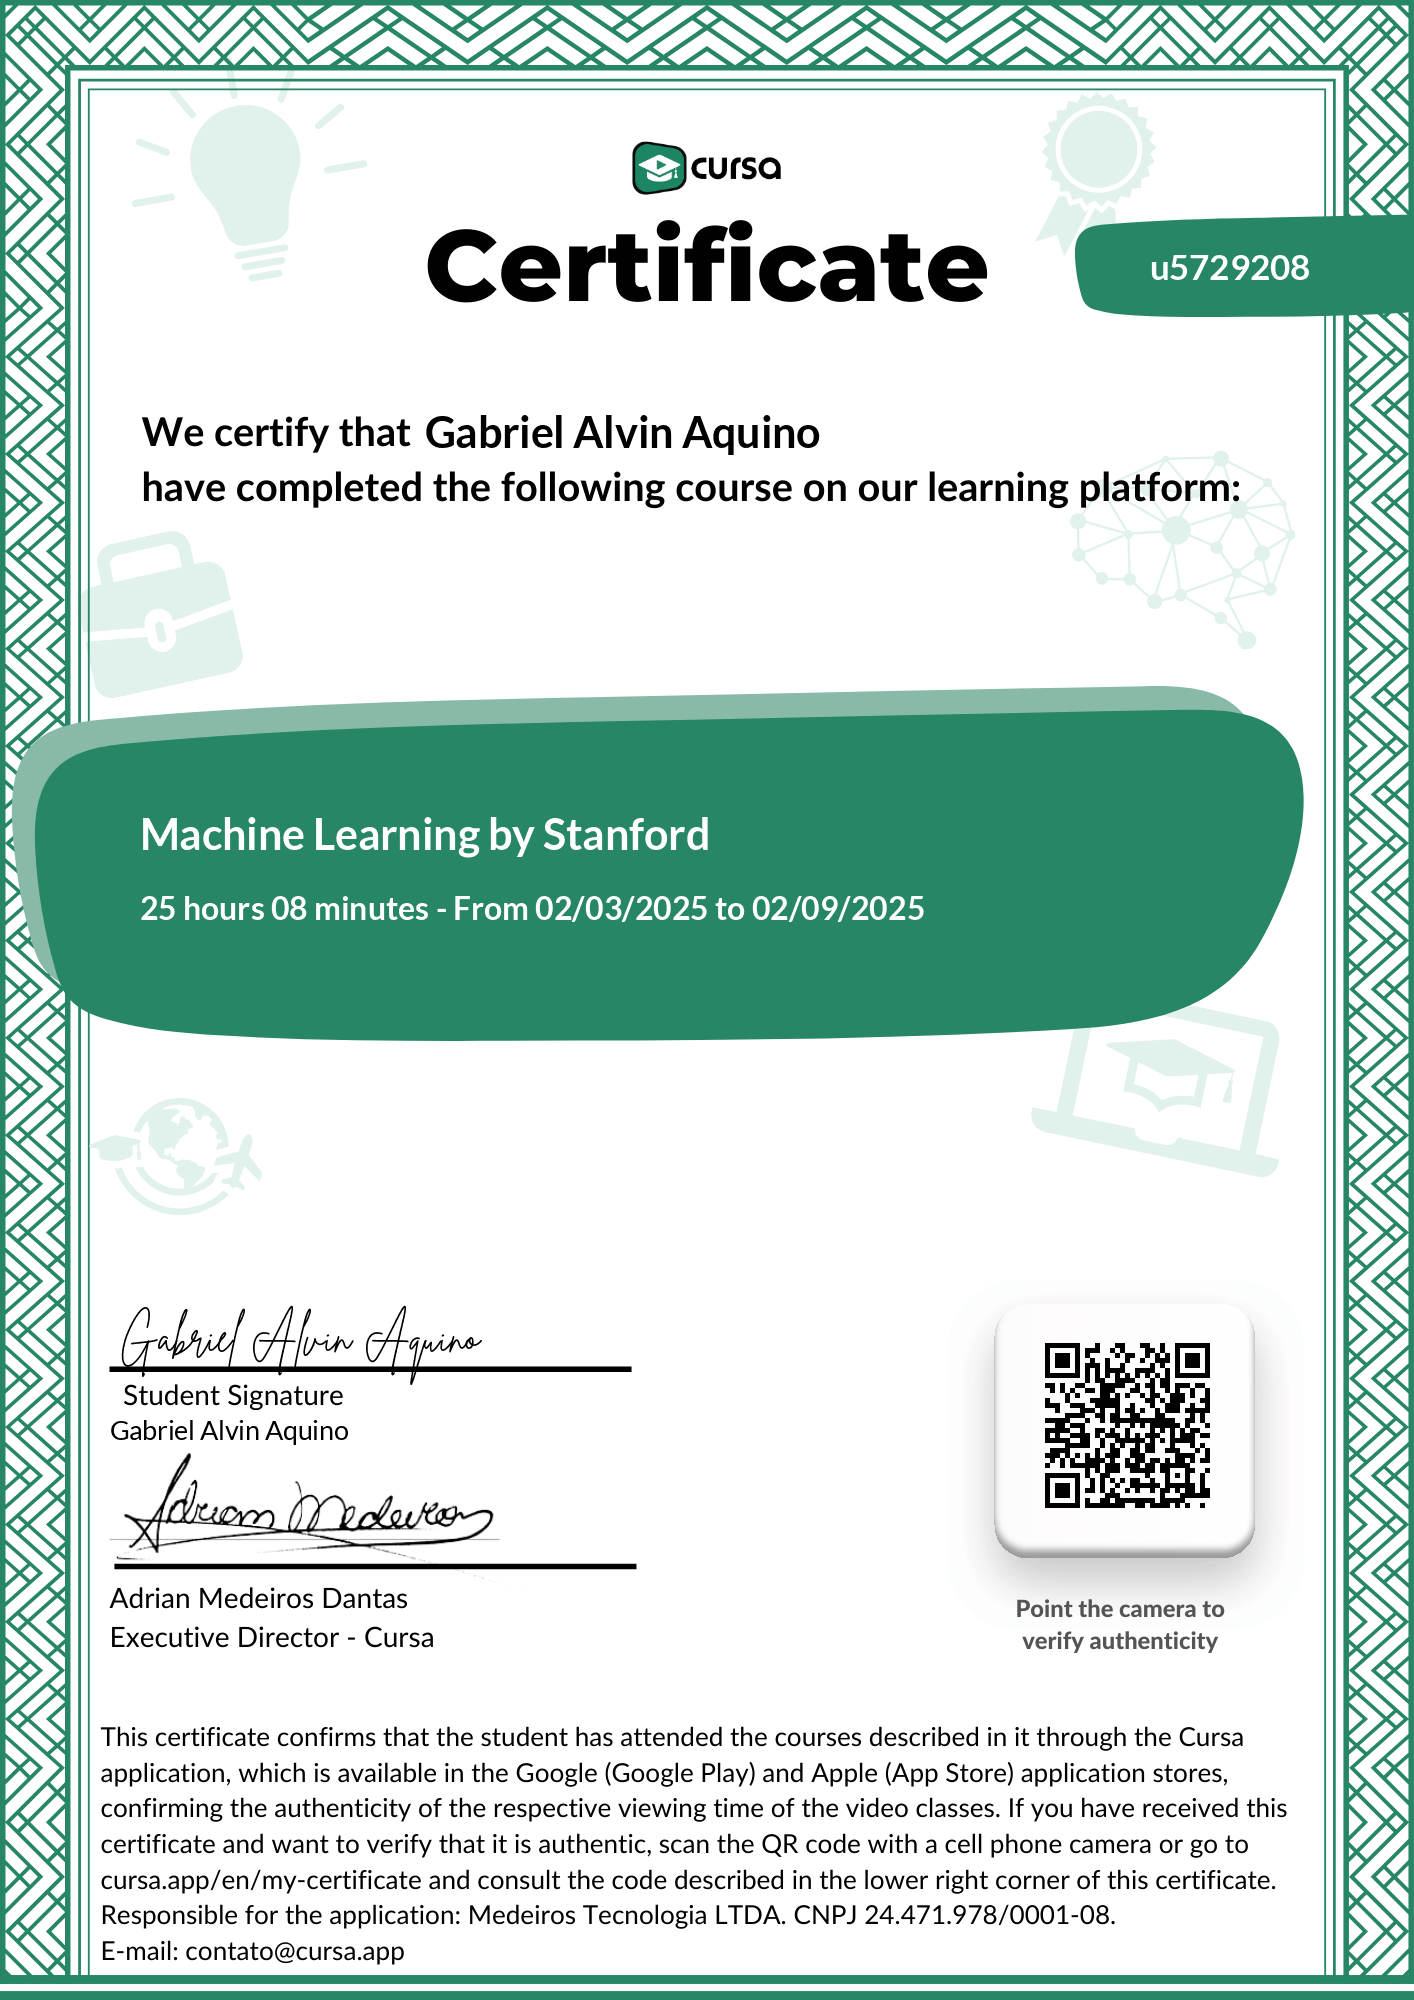 cursa
Certificate
u5729208
We certify that Gabriel Alvin Aquino
have completed the following course on our learning platform:
Machine Learning by Stanford
25 hours 08 minutes - From 02/03/2025 to 02/09/2025
Gabriel Alvin Aquino
Student Signature
Gabriel Alvin Aquino
Adrian Medeiros
Adrian Medeiros Dantas
Executive Director - Cursa
Point the camera to
verify authenticity
This certificate confirms that the student has attended the courses described in it through the Cursa
application, which is available in the Google (Google Play) and Apple (App Store) application stores,
confirming the authenticity of the respective viewing time of the video classes. If you have received this
certificate and want to verify that it is authentic, scan the QR code with a cell phone camera or go to
cursa.app/en/my-certificate and consult the code described in the lower right corner of this certificate.
Responsible for the application: Medeiros Tecnologia LTDA. CNPJ 24.471.978/0001-08.
E-mail: contato@cursa.app